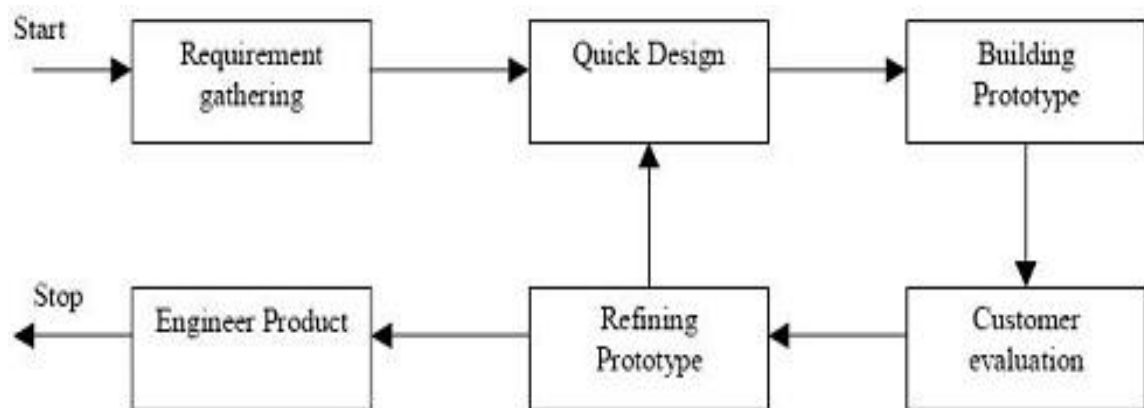 Start
Requirement
gathering
Quick Design
Building
Prototype
Stop
Engineer Product
Refining
Prototype
Customer
evaluation